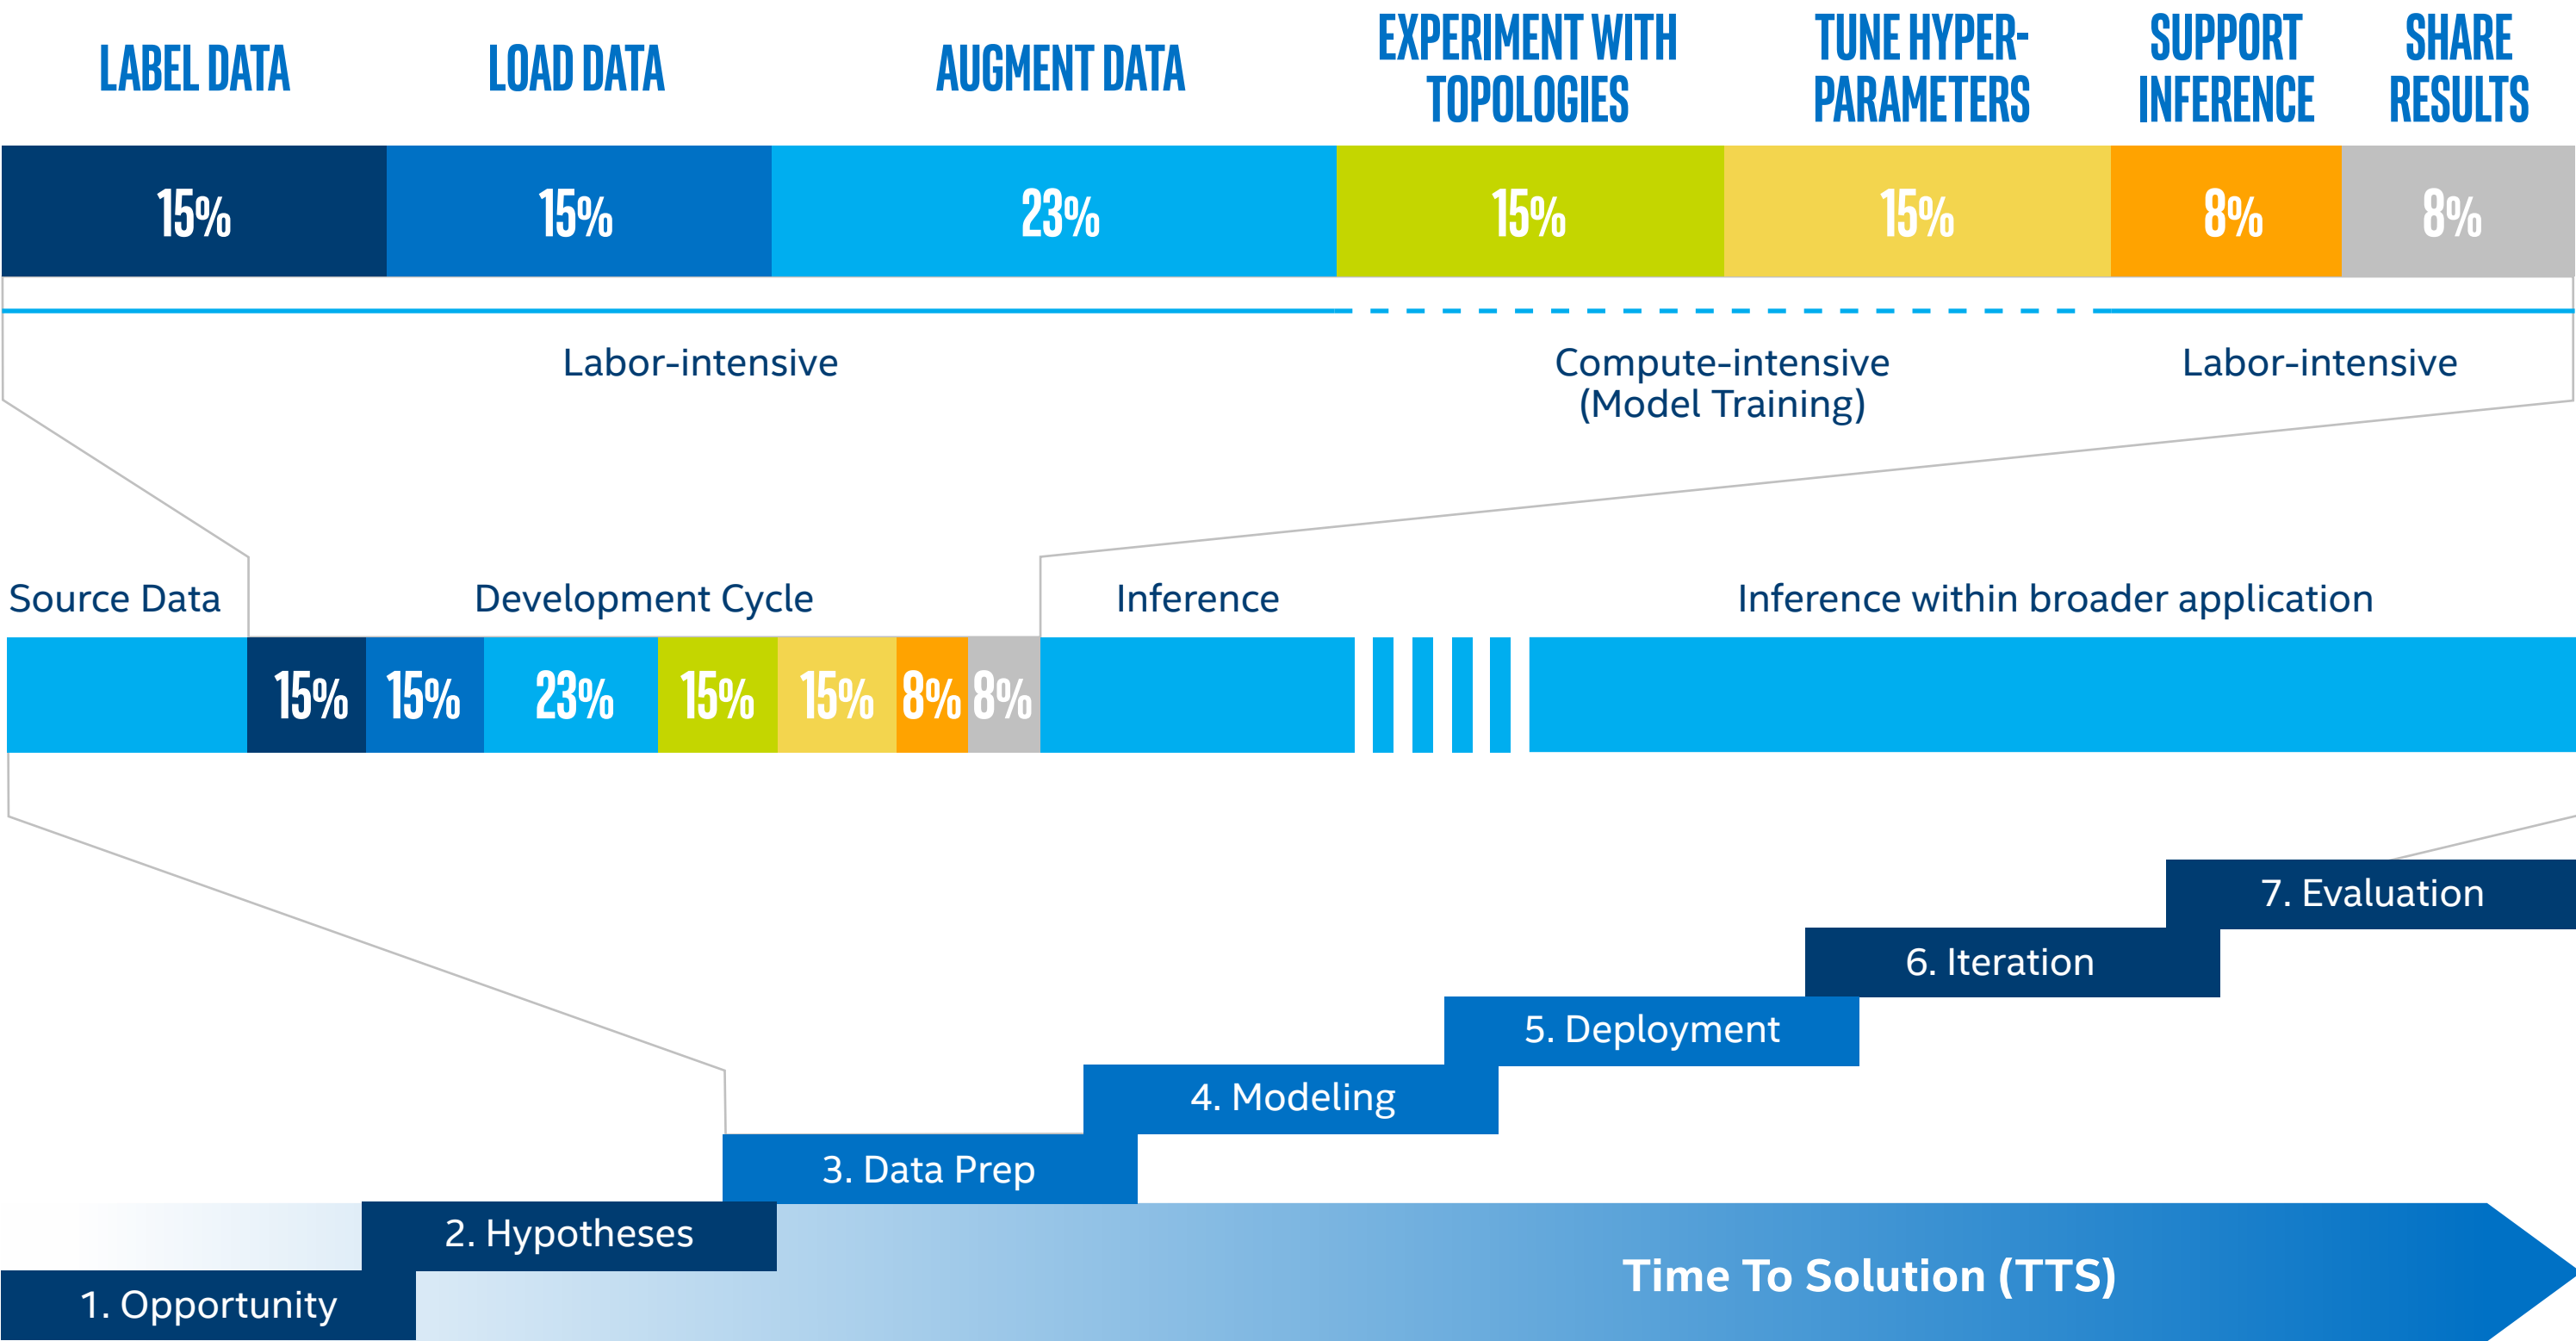 LABEL DATA
LOAD DATA
AUGMENT DATA
EXPERIMENT WITH
TOPOLOGIES
TUNE HYPER-
PARAMETERS
SUPPORT
INFERENCE
SHARE
RESULTS
15%
15%
23%
15%
15%
8%
8%
Labor-intensive
Compute-intensive
(Model Training)
Labor-intensive
Source Data
Development Cycle
Inference
Inference within broader application
15%
15%
23%
15%
15%
8%
8%
7. Evaluation
6. Iteration
5. Deployment
4. Modeling
3. Data Prep
2. Hypotheses
1. Opportunity
Time To Solution (TTS)